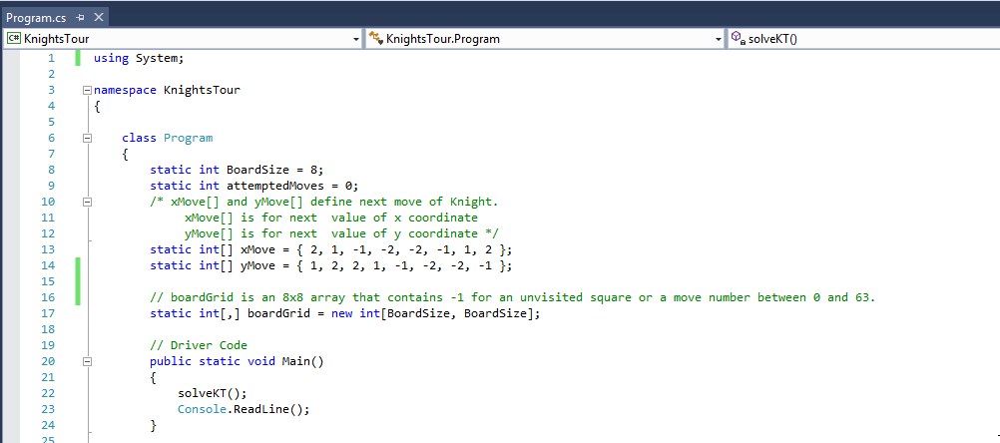 Program.cs
C# KnightsTour
KnightsTour.Program
solveKT()
1 using System;
2
3 namespace KnightsTour
4 {
5
6 class Program
7 {
8 static int BoardSize = 8;
9 static int attemptedMoves = 0;
10 /* xMove[] and yMove[] define next move of Knight.
11 xMove[] is for next  value of x coordinate
12 yMove[] is for next  value of y coordinate */
13 static int[] xMove = { 2, 1, -1, -2, -2, -1, 1, 2 };
14 static int[] yMove = { 1, 2, 2, 1, -1, -2, -2, -1 };
15
16 // boardGrid is an 8x8 array that contains -1 for an unvisited square or a move number between 0 and 63.
17 static int[,] boardGrid = new int[BoardSize, BoardSize];
18
19 // Driver Code
20 public static void Main()
21 {
22 solveKT();
23 Console.ReadLine();
24 }
25